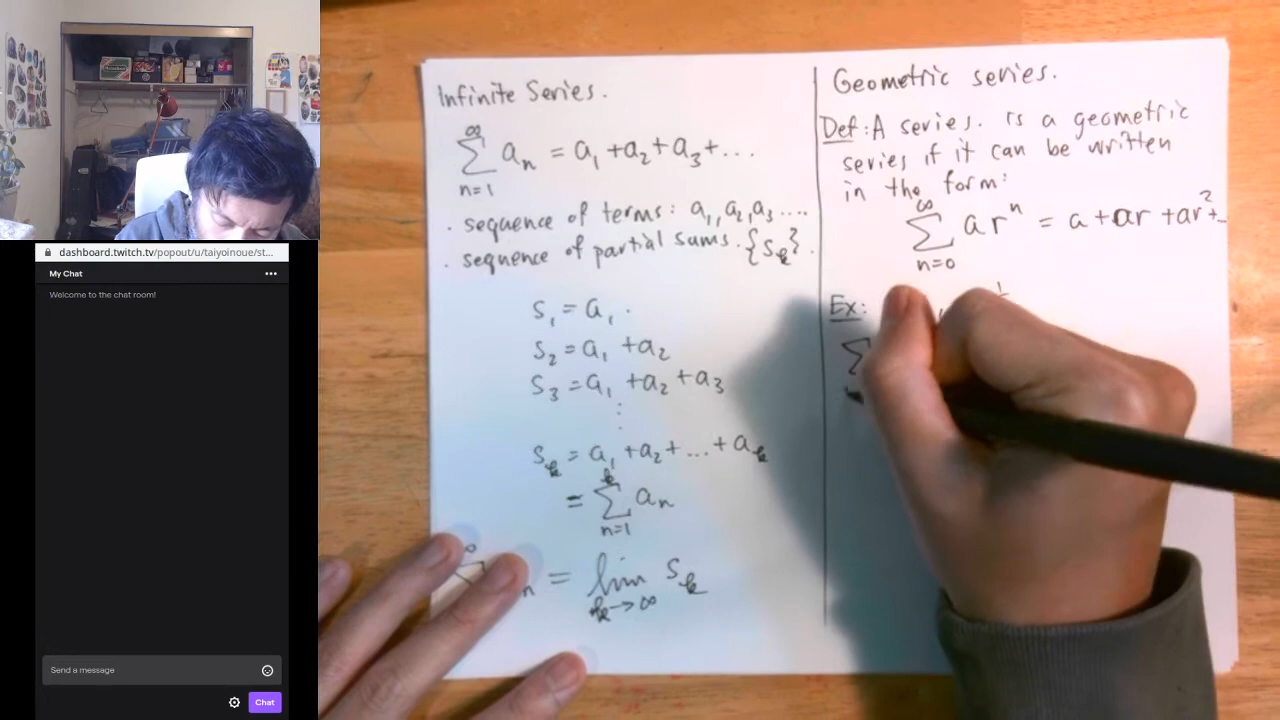 dashboard.twitch.tv/popout/u/taiyoinoue/st...
My Chat
Welcome to the chat room!
Send a message
Chat
Infinite Series.
∞
Σ aₙ = a₁ + a₂ + a₃ + ...
n=1
· sequence of terms: a₁, a₂, a₃ ....
· sequence of partial sums. {sₖ}.
s₁ = a₁.
s₂ = a₁ + a₂
s₃ = a₁ + a₂ + a₃
⋮
sₖ = a₁ + a₂ + ... + aₖ
k
= Σ aₙ
n=1
∞
n = lim sₖ
k→∞
Geometric series.
Def: A series. is a geometric
series if it can be written
in the form:
∞
Σ a rⁿ = a + ar + ar² + ...
n=0
Ex:
Σ